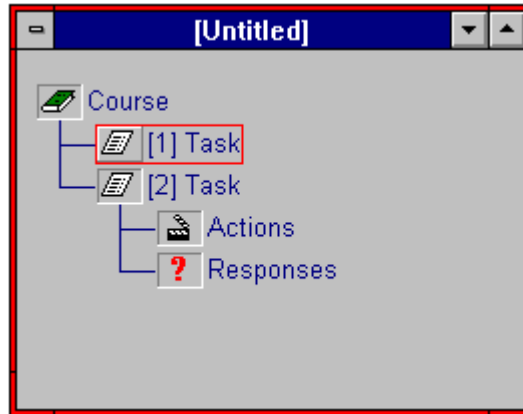 [Untitled]
Course
[1] Task
[2] Task
Actions
? Responses